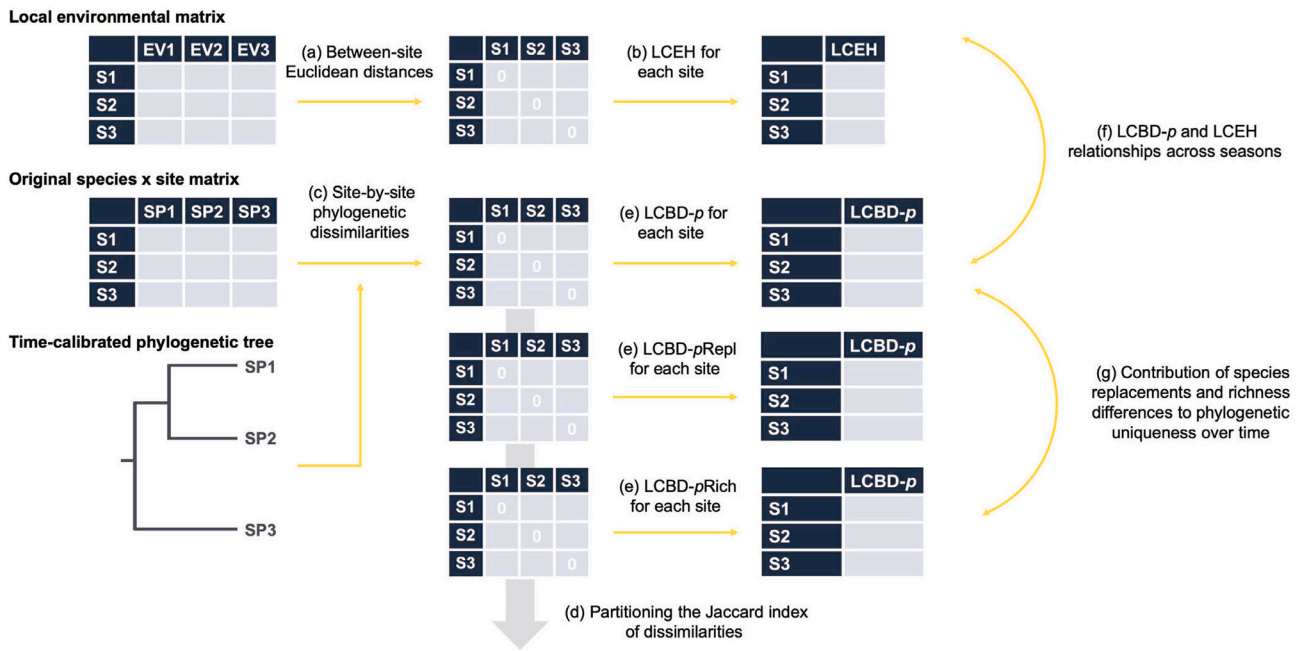 Local environmental matrix
EV1 EV2 EV3
S1
S2
S3
(a) Between-site
Euclidean distances
S1 S2 S3
S1 0
S2 0
S3 0
(b) LCEH for
each site
LCEH
S1
S2
S3
(f) LCBD-p and LCEH
relationships across seasons
Original species x site matrix
SP1 SP2 SP3
S1
S2
S3
(c) Site-by-site
phylogenetic
dissimilarities
S1 S2 S3
S1 0
S2 0
S3 0
(e) LCBD-p for
each site
LCBD-p
S1
S2
S3
Time-calibrated phylogenetic tree
SP1
SP2
SP3
S1 S2 S3
S1 0
S2 0
S3 0
(e) LCBD-pRepl
for each site
LCBD-p
S1
S2
S3
(g) Contribution of species
replacements and richness
differences to phylogenetic
uniqueness over time
S1 S2 S3
S1 0
S2 0
S3 0
(e) LCBD-pRich
for each site
LCBD-p
S1
S2
S3
(d) Partitioning the Jaccard index
of dissimilarities